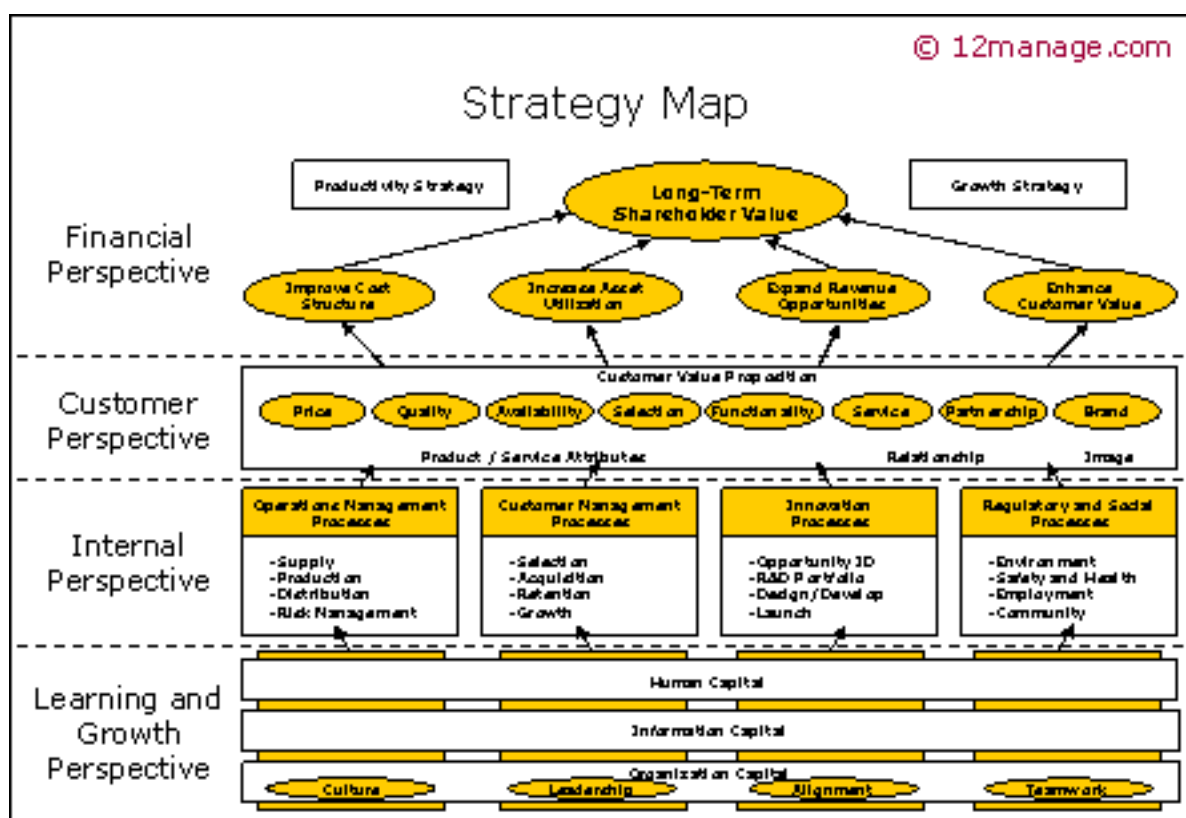 © 12manage.com
Strategy Map
Productivity Strategy
Long-Term
Shareholder Value
Growth Strategy
Financial
Perspective
Improve Cost
Structure
Increase Asset
Utilization
Expand Revenue
Opportunities
Enhance
Customer Value
Customer
Perspective
Customer Value Proposition
Price
Quality
Availability
Selection
Functionality
Service
Partnership
Brand
Product / Service Attributes
Relationship
Image
Internal
Perspective
Operations Management
Processes
-Supply
-Production
-Distribution
-Risk Management
Customer Management
Processes
-Selection
-Acquisition
-Retention
-Growth
Innovation
Processes
-Opportunity ID
-R&D Portfolio
-Design/Develop
-Launch
Regulatory and Social
Processes
-Environment
-Safety and Health
-Employment
-Community
Learning and
Growth
Perspective
Human Capital
Information Capital
Organization Capital
Culture
Leadership
Alignment
Teamwork